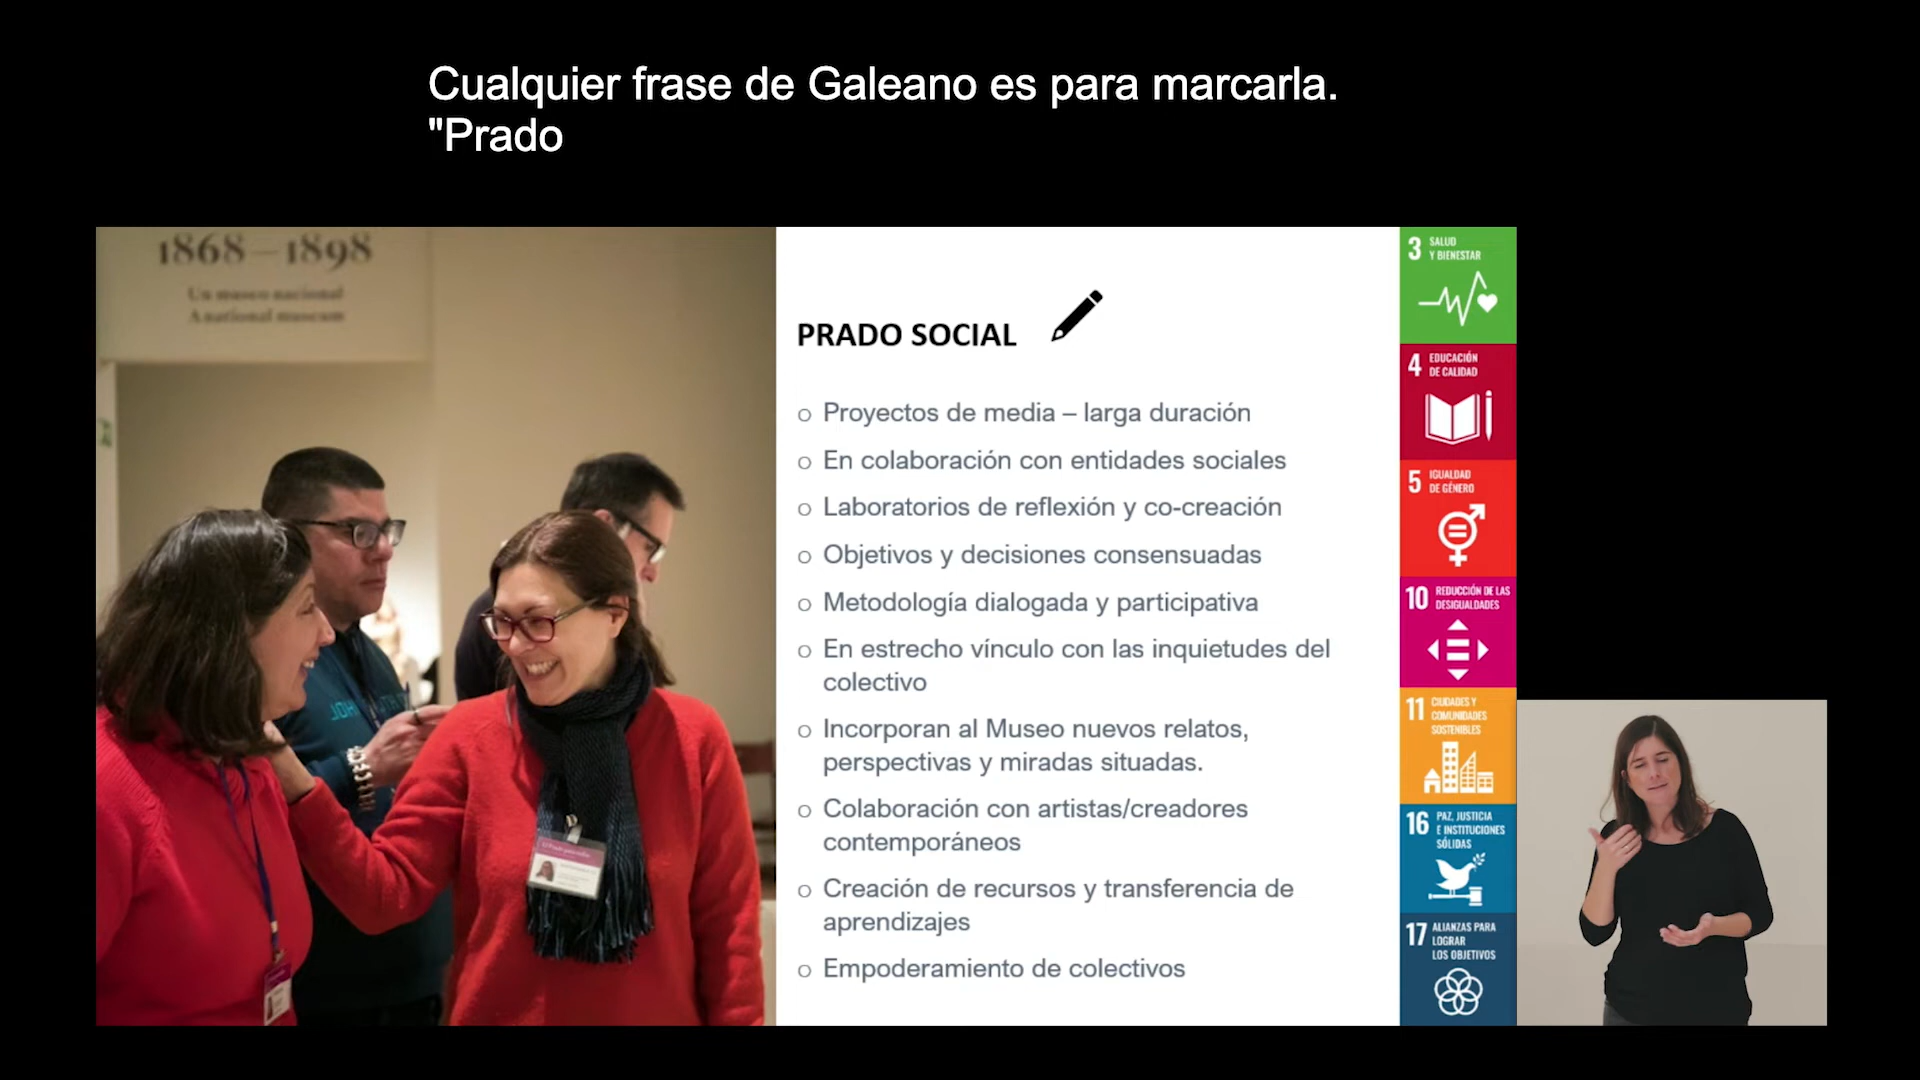 Cualquier frase de Galeano es para marcarla.
"Prado
1868–1898
Un museo nacional
A national museum
PRADO SOCIAL
o Proyectos de media – larga duración
o En colaboración con entidades sociales
o Laboratorios de reflexión y co-creación
o Objetivos y decisiones consensuadas
o Metodología dialogada y participativa
o En estrecho vínculo con las inquietudes del
colectivo
o Incorporan al Museo nuevos relatos,
perspectivas y miradas situadas.
o Colaboración con artistas/creadores
contemporáneos
o Creación de recursos y transferencia de
aprendizajes
o Empoderamiento de colectivos
3 SALUD
Y BIENESTAR
4 EDUCACIÓN
DE CALIDAD
5 IGUALDAD
DE GÉNERO
10 REDUCCIÓN DE LAS
DESIGUALDADES
11 CIUDADES Y
COMUNIDADES
SOSTENIBLES
16 PAZ, JUSTICIA
E INSTITUCIONES
SÓLIDAS
17 ALIANZAS PARA
LOGRAR
LOS OBJETIVOS